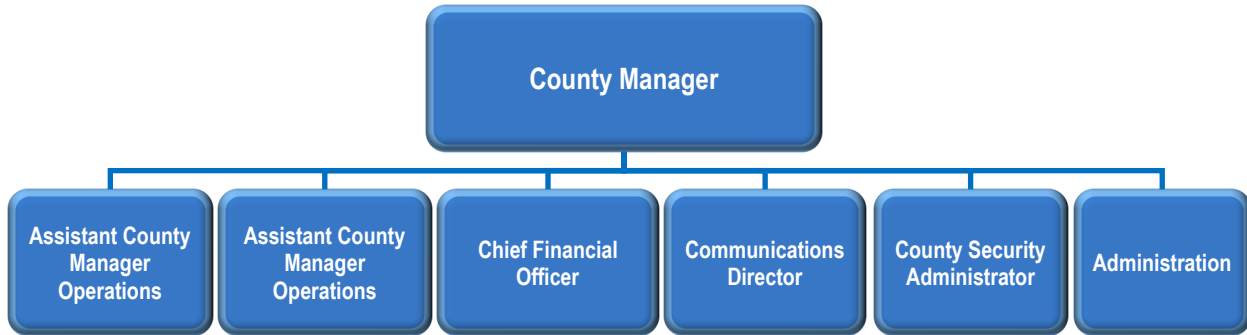 County Manager
Assistant County
Manager
Operations
Assistant County
Manager
Operations
Chief Financial
Officer
Communications
Director
County Security
Administrator
Administration